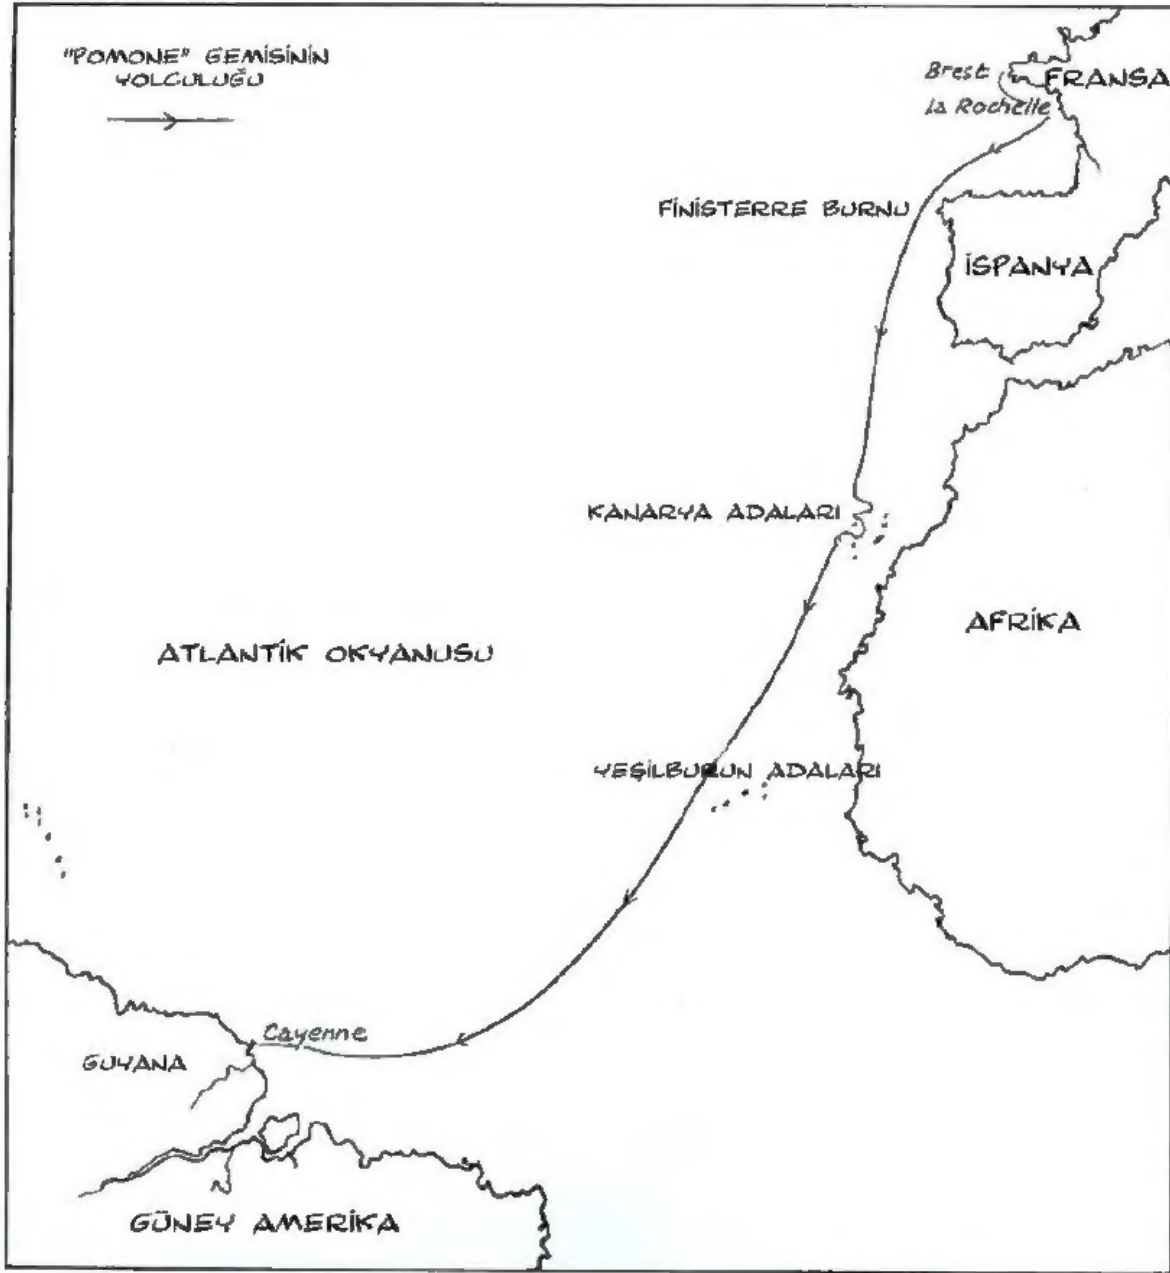 "POMONE" GEMİSİNİN
YOLCULUĞU
Brest
FRANSA
la Rochelle
FİNİSTERRE BURNU
İSPANYA
KANARYA ADALARI
AFRİKA
ATLANTİK OKYANUSU
YEŞİLBURUN ADALARI
Cayenne
GUYANA
GÜNEY AMERİKA